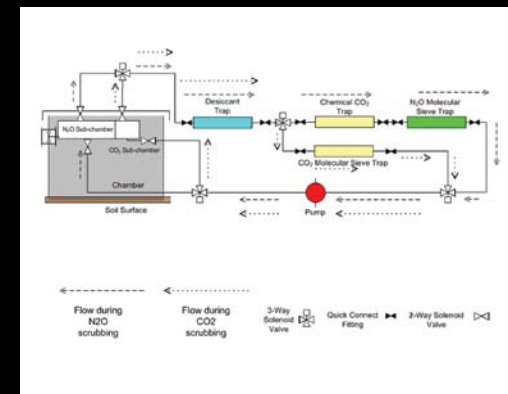 Desiccant
Trap
Chemical CO2
Trap
N2O Molecular
Sieve Trap
N2O Sub-chamber
CO2 Sub-chamber
CO2 Molecular Sieve Trap
Chamber
Soil Surface
Pump
Flow during
N2O
scrubbing
Flow during
CO2
scrubbing
3-Way
Solenoid
Valve
Quick Connect
Fitting
2-Way Solenoid
Valve